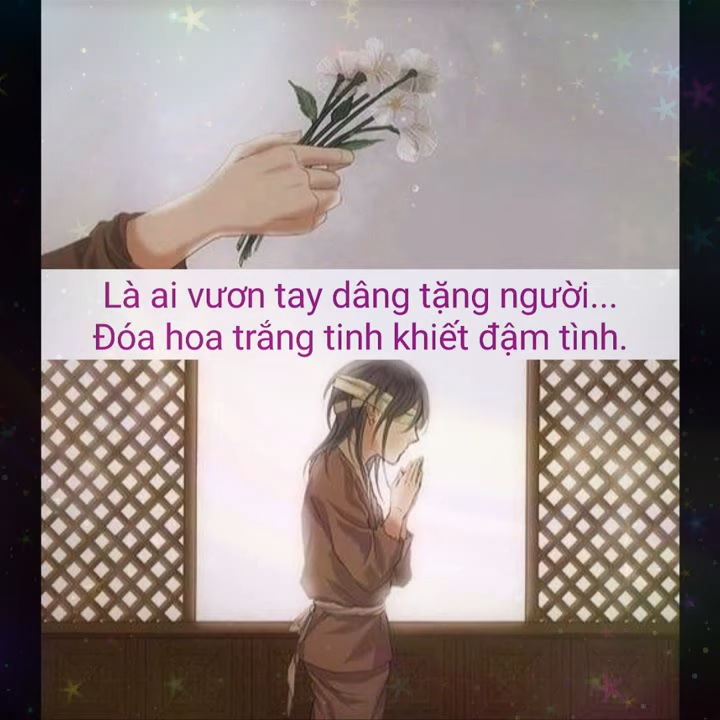 Là ai vươn tay dâng tặng người...
Đóa hoa trắng tinh khiết đậm tình.